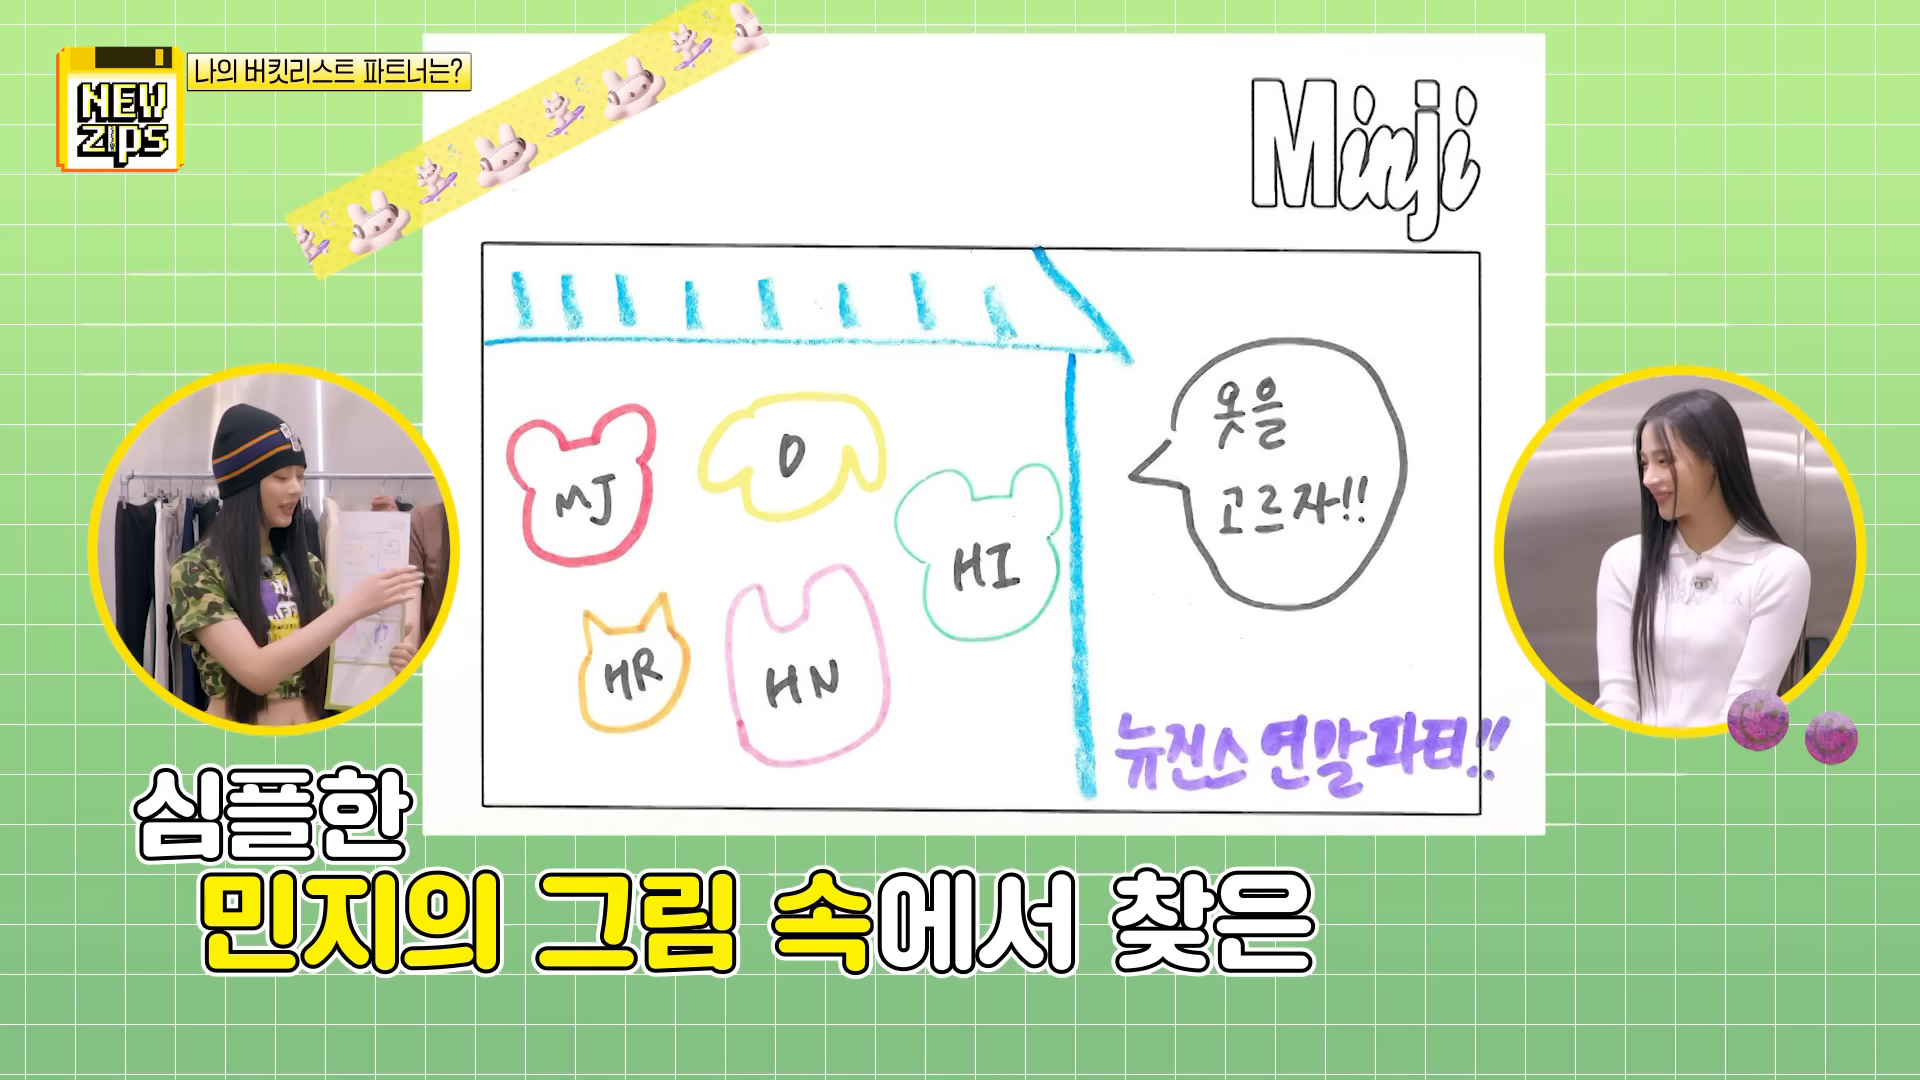 NEW
ZIPS
나의 버킷리스트 파트너는?
Minji
MJ
D
HI
HR
HN
옷을
고르자!!
뉴진스 연말파티!!
심플한
민지의 그림 속에서 찾은